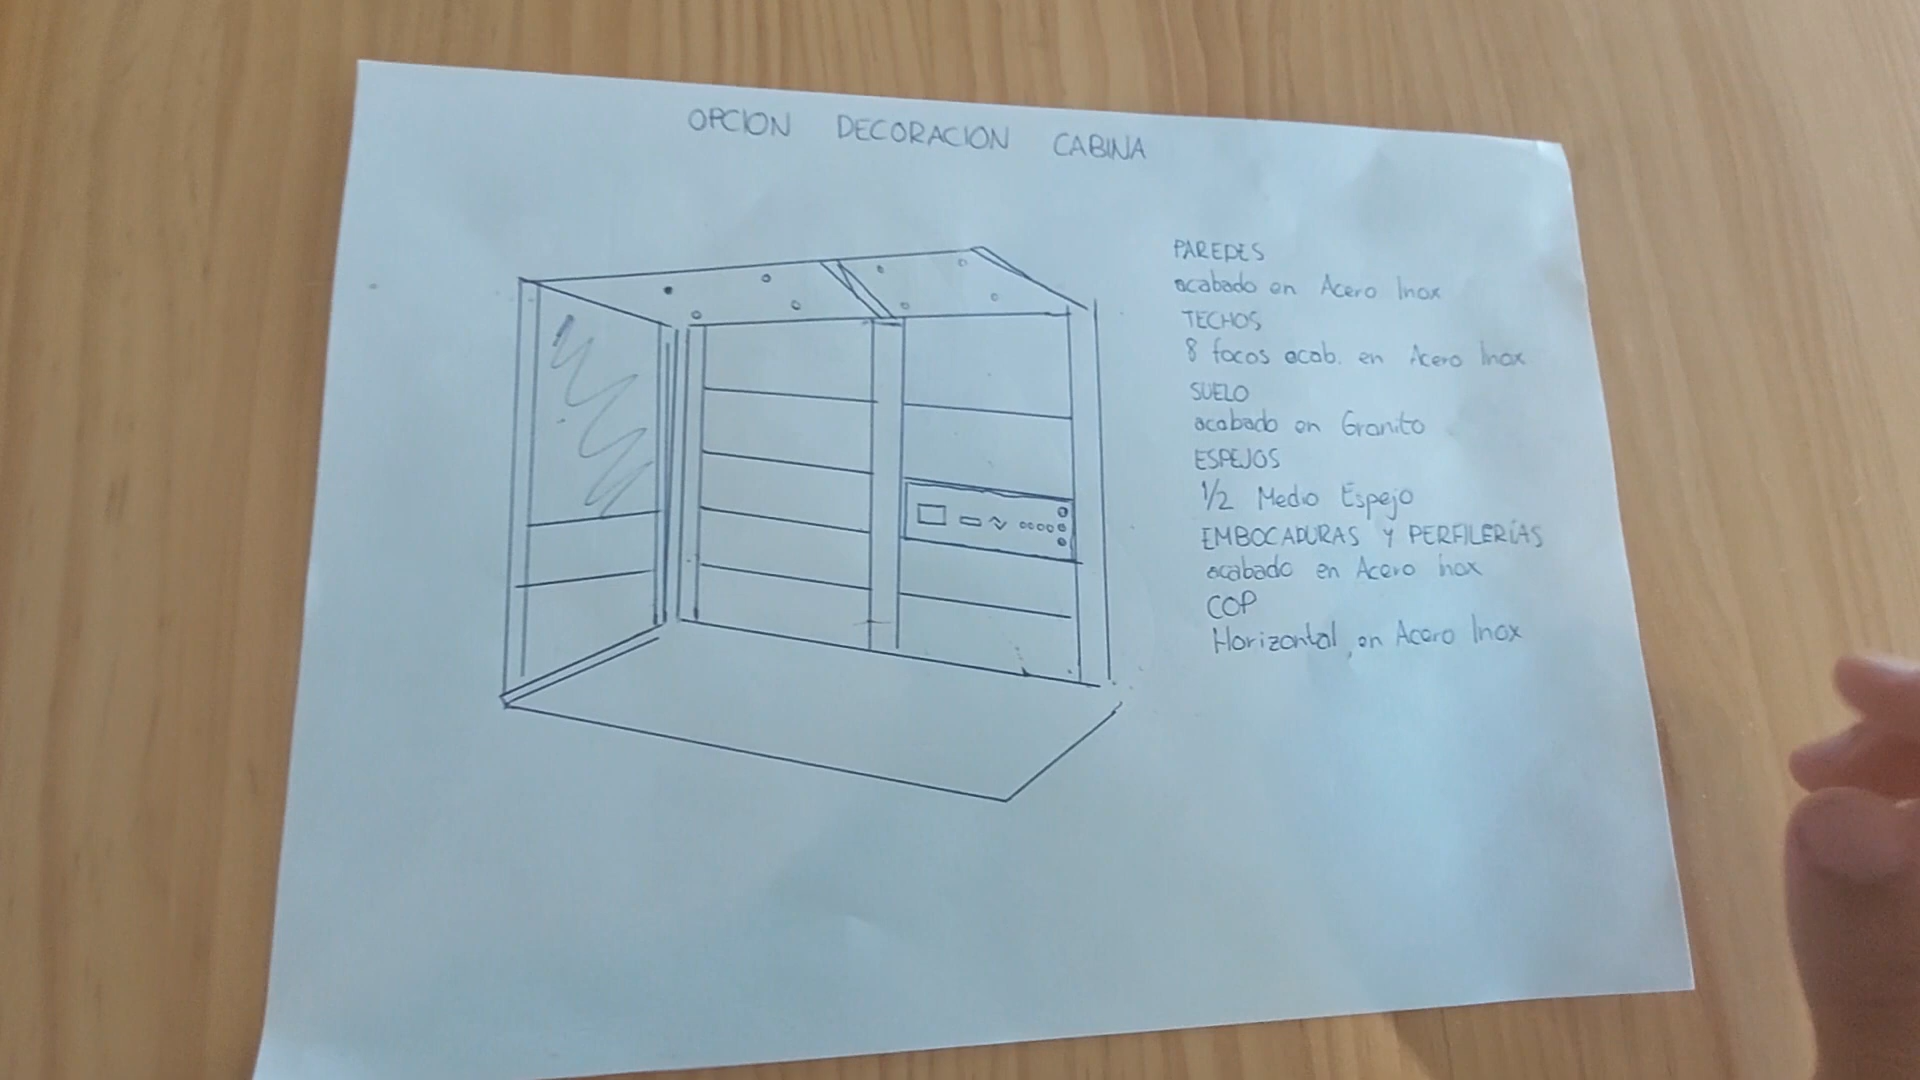 OPCION DECORACION CABINA
PAREDES
acabado en Acero Inox
TECHOS
8 focos acab. en Acero Inox
SUELO
acabado en Granito
ESPEJOS
1/2 Medio Espejo
EMBOCADURAS Y PERFILERÍAS
acabado en Acero inox
COP
Horizontal, en Acero Inox